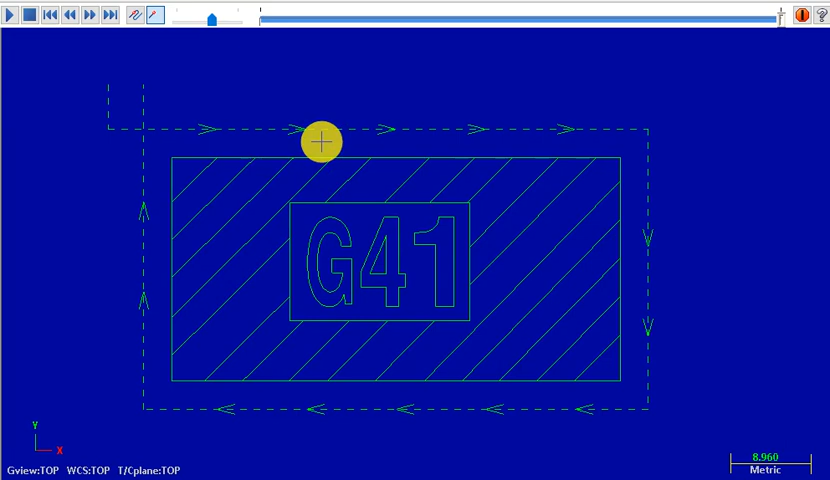 G41
Y
X
Gview:TOP WCS:TOP T/Cplane:TOP
8.960
Metric